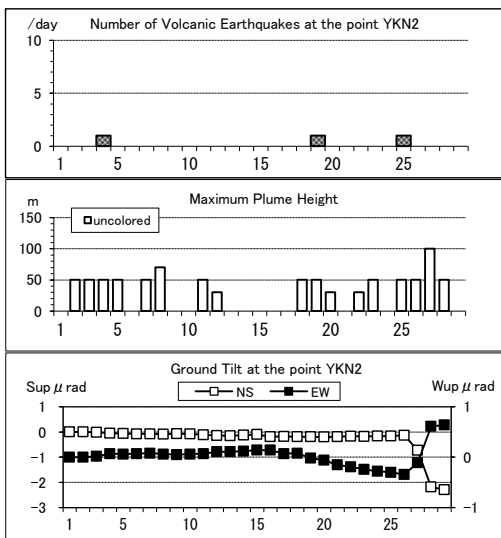 /day Number of Volcanic Earthquakes at the point YKN2
10
5
0
1 5 10 15 20 25
m Maximum Plume Height
150
uncolored
100
50
0
1 5 10 15 20 25
Ground Tilt at the point YKN2
Sup μ rad Wup μ rad
NS EW
1 1
0
-1 0
-2
-3 -1
1 5 10 15 20 25